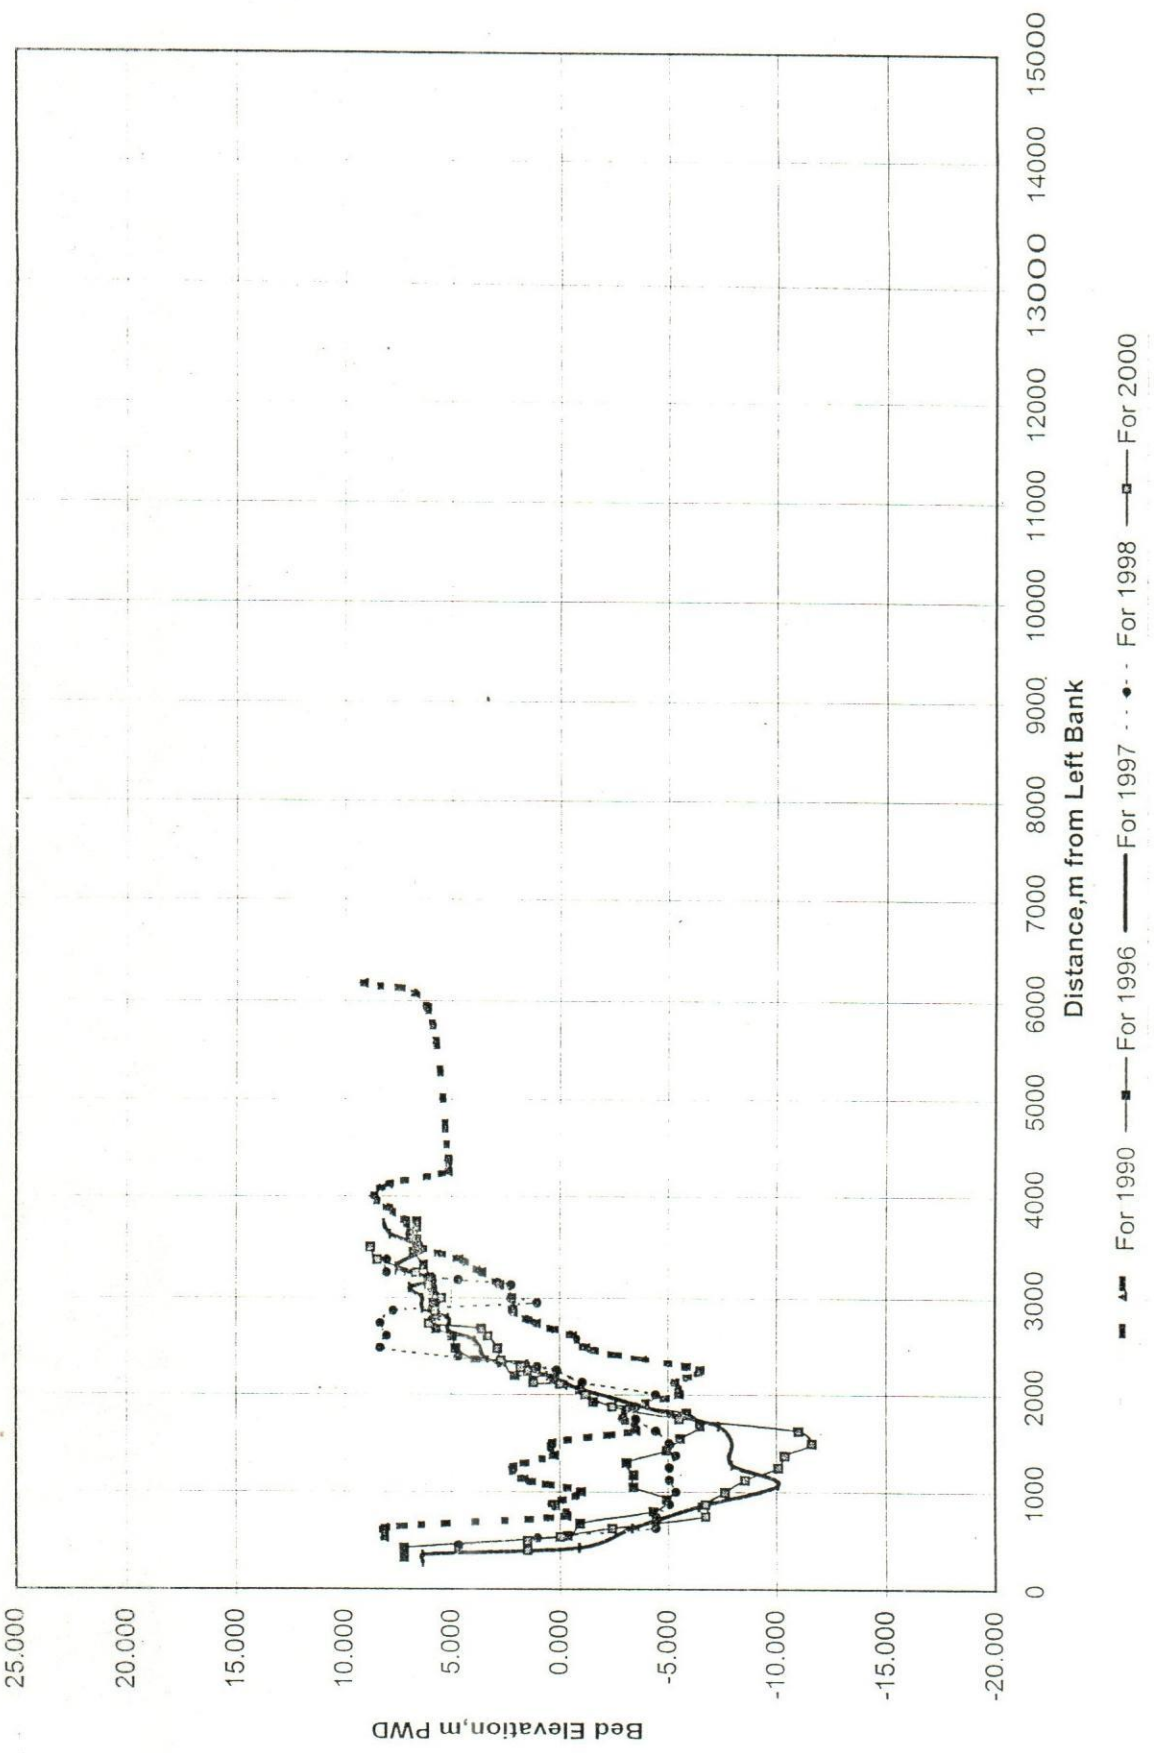 25.000
20.000
15.000
10.000
5.000
0.000
-5.000
-10.000
-15.000
-20.000
Bed Elevation,m PWD
0 1000 2000 3000 4000 5000 6000 7000 8000 9000 10000 11000 12000 13000 14000 15000
Distance,m from Left Bank
For 1990 For 1996 For 1997 For 1998 For 2000